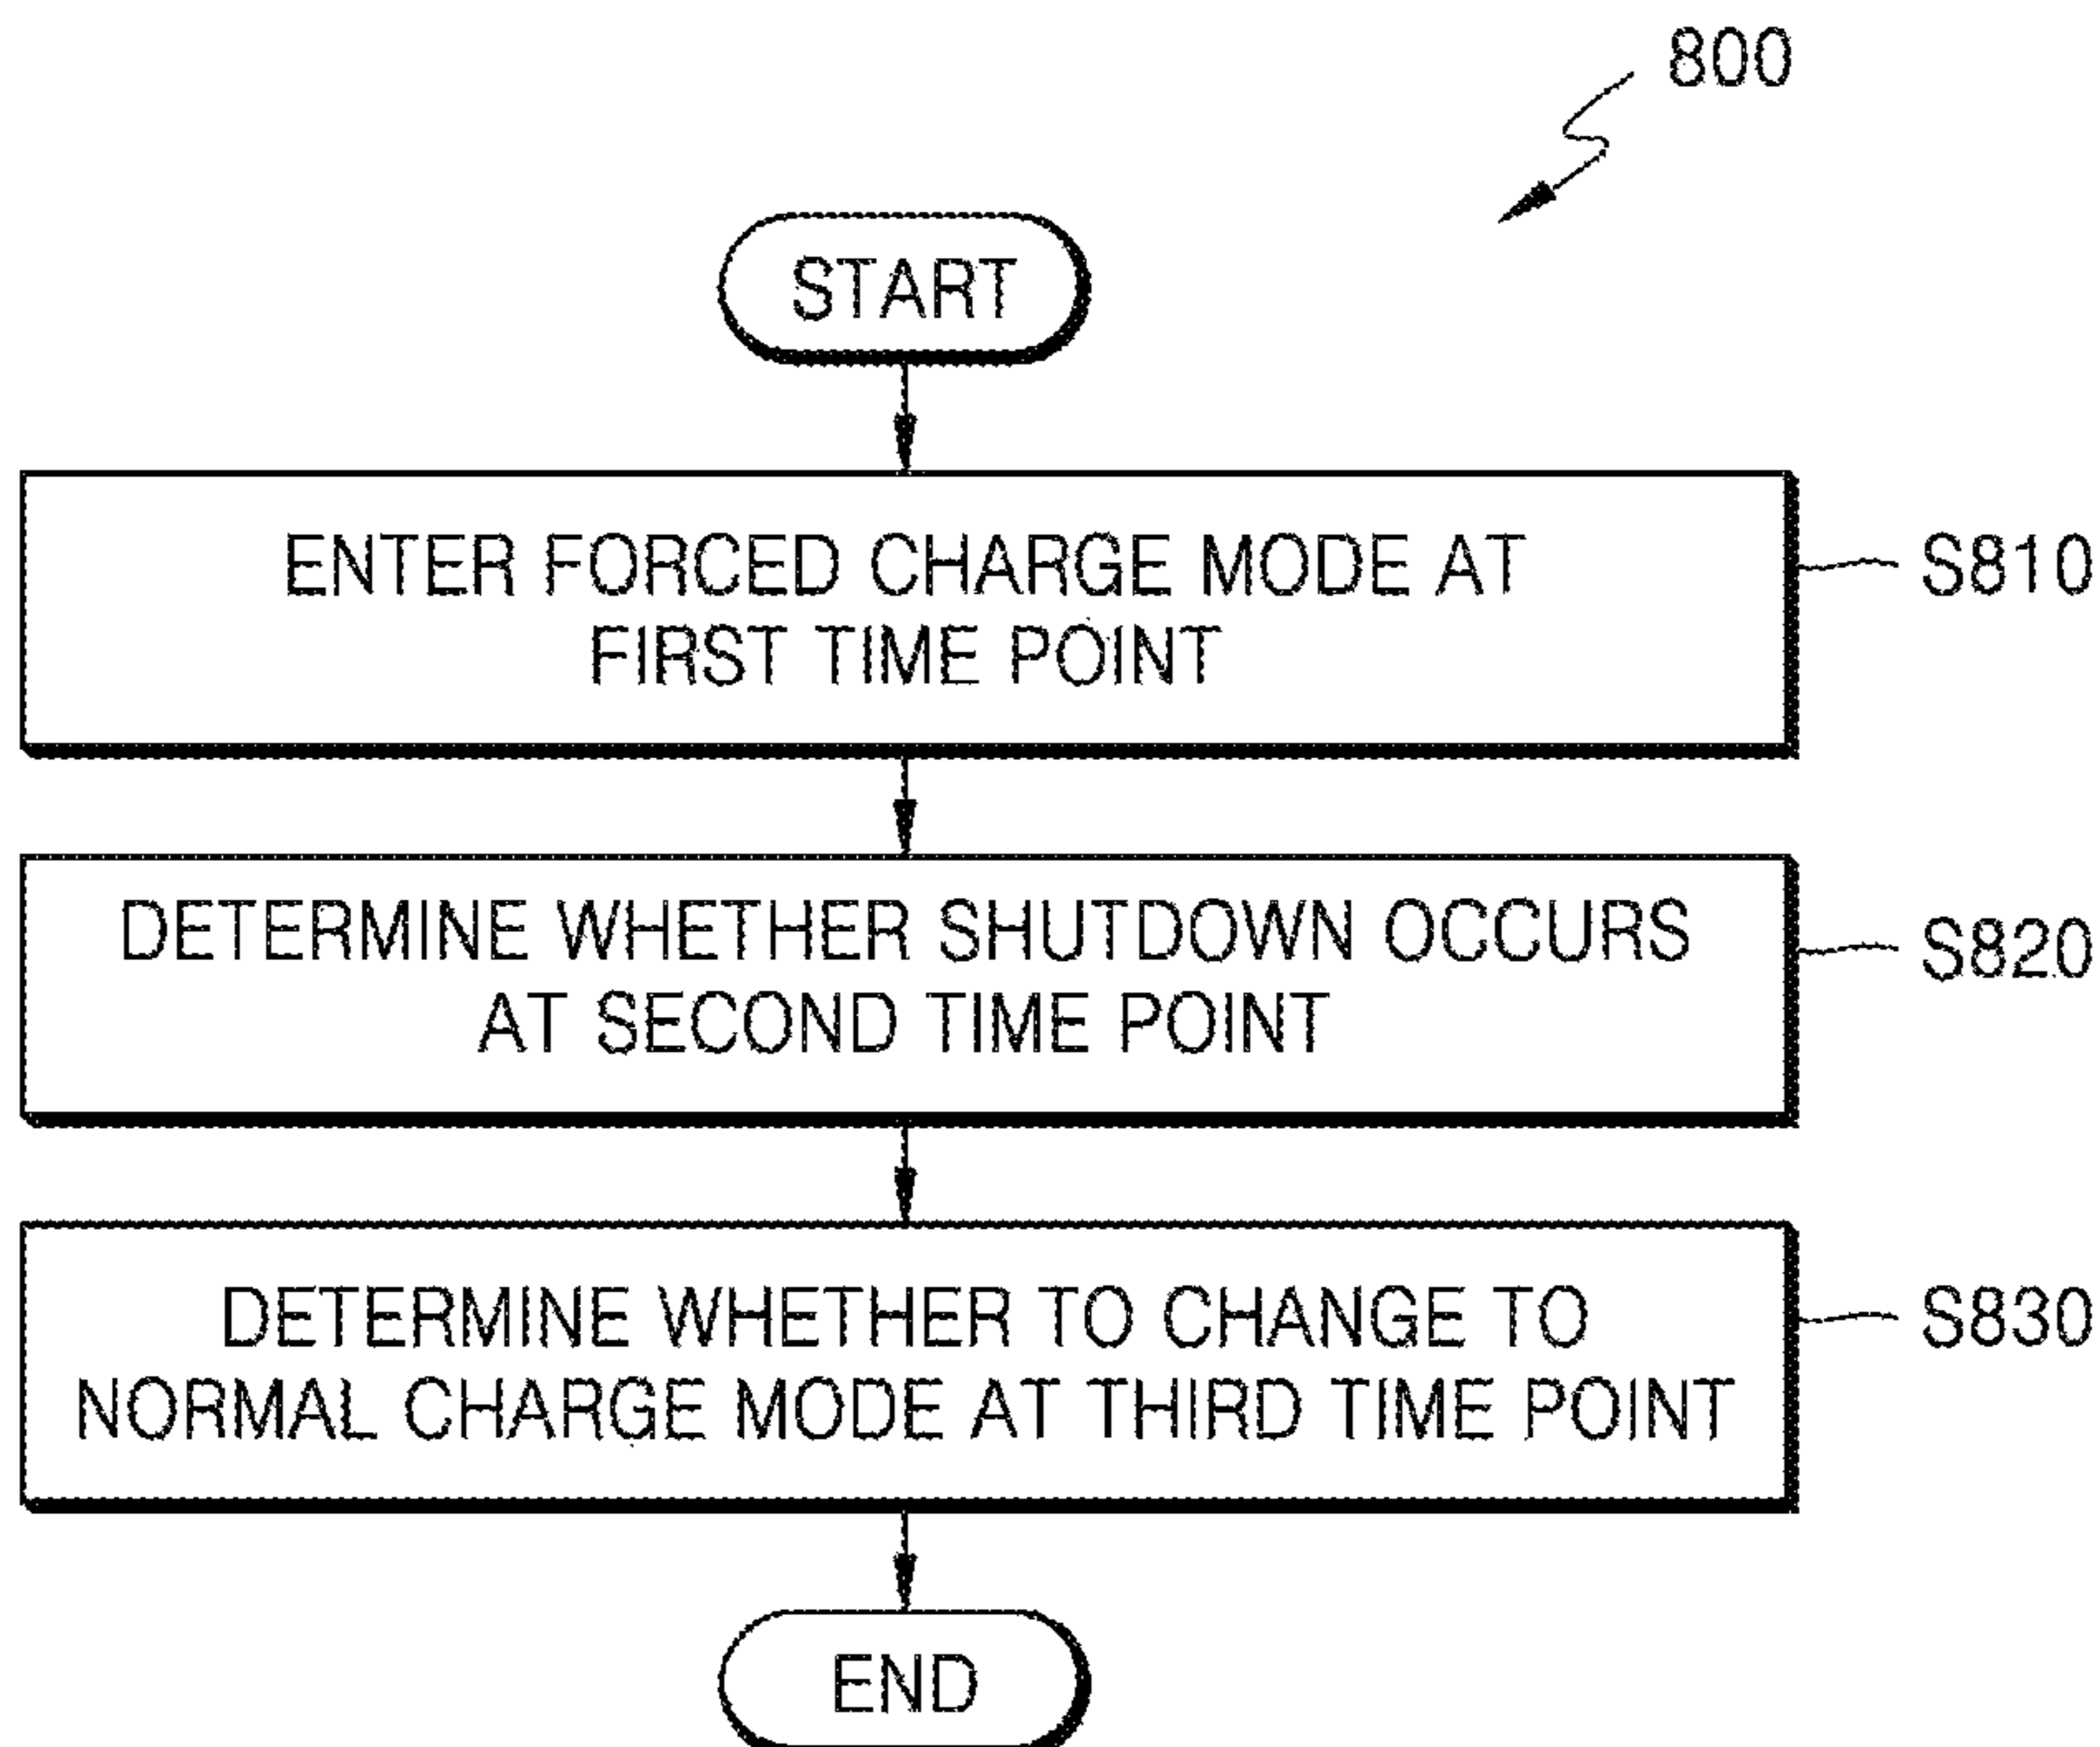 800
START
ENTER FORCED CHARGE MODE AT
FIRST TIME POINT
S810
DETERMINE WHETHER SHUTDOWN OCCURS
AT SECOND TIME POINT
S820
DETERMINE WHETHER TO CHANGE TO
NORMAL CHARGE MODE AT THIRD TIME POINT
S830
END